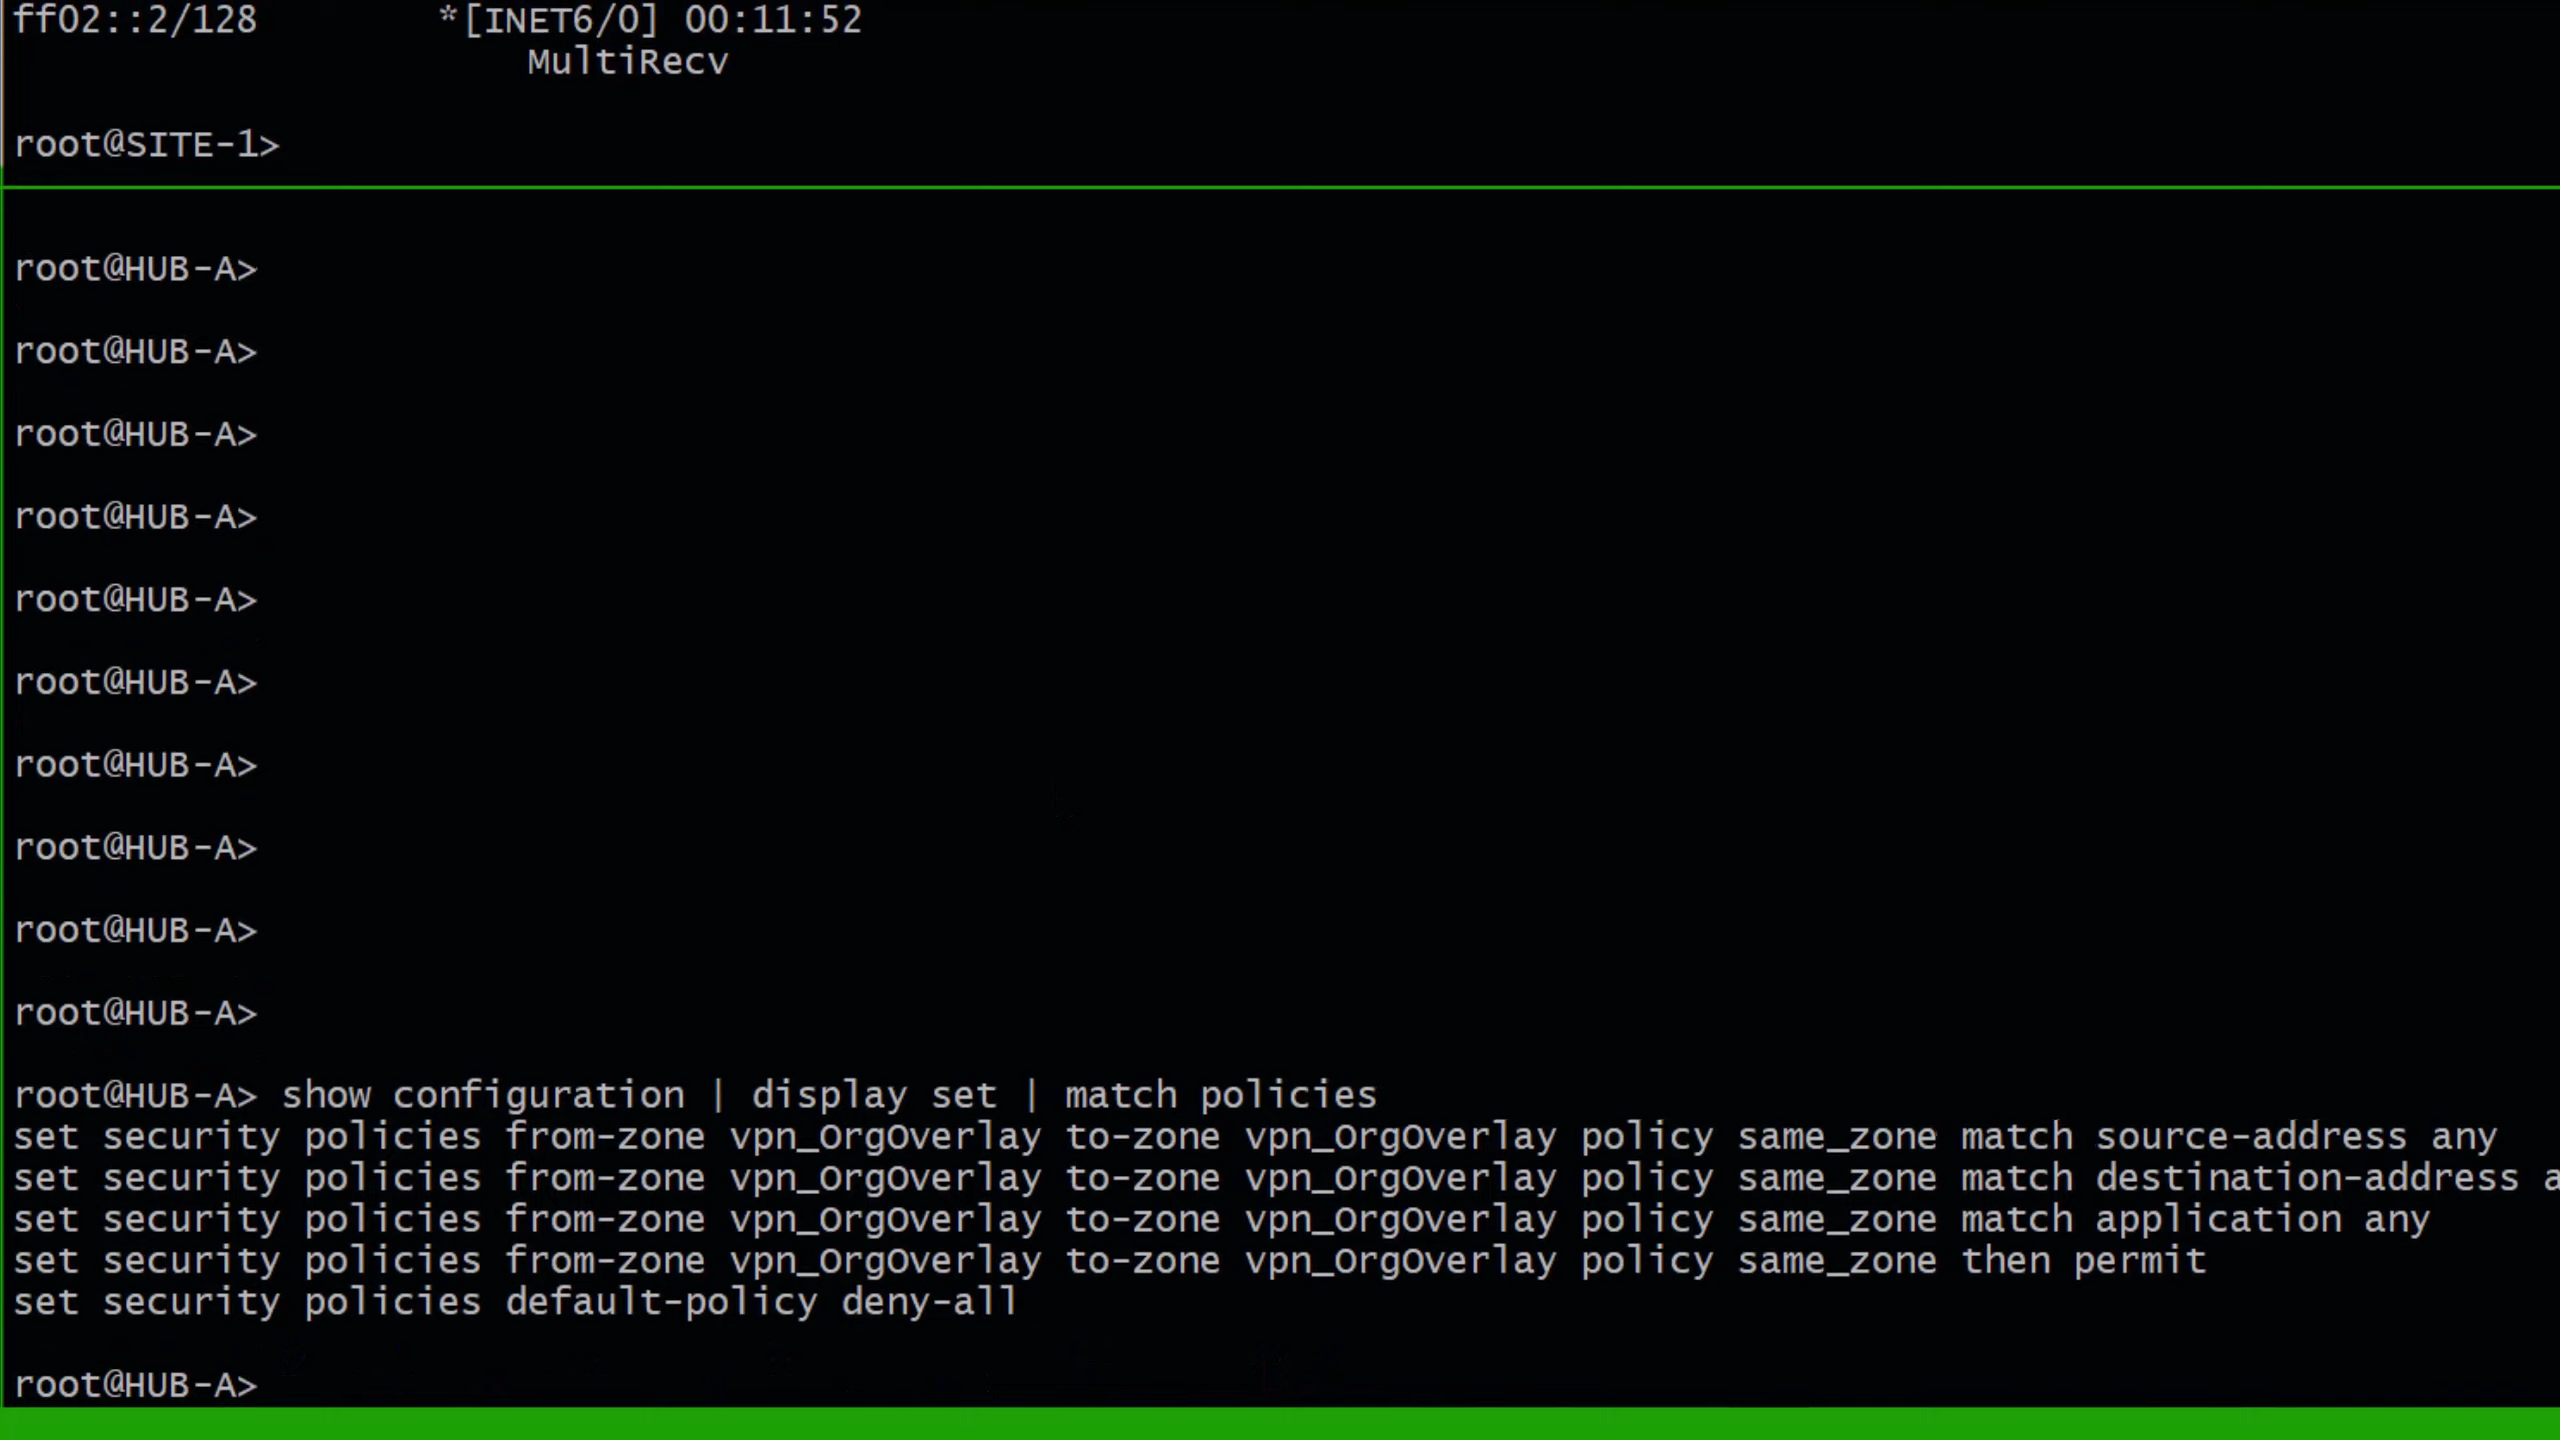 ff02::2/128 *[INET6/0] 00:11:52
MultiRecv
root@SITE-1>
root@HUB-A>
root@HUB-A>
root@HUB-A>
root@HUB-A>
root@HUB-A>
root@HUB-A>
root@HUB-A>
root@HUB-A>
root@HUB-A>
root@HUB-A>
root@HUB-A> show configuration | display set | match policies
set security policies from-zone vpn_OrgOverlay to-zone vpn_OrgOverlay policy same_zone match source-address any
set security policies from-zone vpn_OrgOverlay to-zone vpn_OrgOverlay policy same_zone match destination-address
set security policies from-zone vpn_OrgOverlay to-zone vpn_OrgOverlay policy same_zone match application any
set security policies from-zone vpn_OrgOverlay to-zone vpn_OrgOverlay policy same_zone then permit
set security policies default-policy deny-all
root@HUB-A>